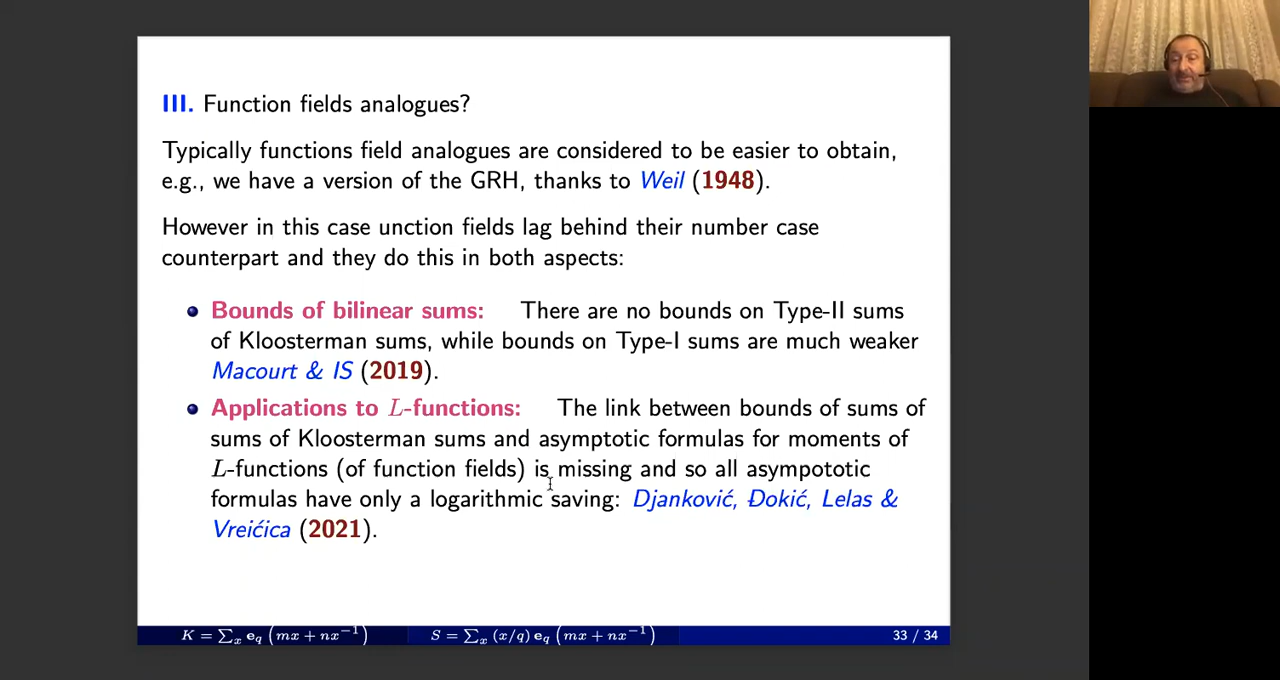 III. Function fields analogues?
Typically functions field analogues are considered to be easier to obtain,
e.g., we have a version of the GRH, thanks to Weil (1948).
However in this case unction fields lag behind their number case
counterpart and they do this in both aspects:
Bounds of bilinear sums: There are no bounds on Type-II sums
of Kloosterman sums, while bounds on Type-I sums are much weaker
Macourt & IS (2019).
Applications to L-functions: The link between bounds of sums of
sums of Kloosterman sums and asymptotic formulas for moments of
L-functions (of function fields) is missing and so all asympototic
formulas have only a logarithmic saving: Djanković, Đokić, Lelas &
Vreićica (2021).
K = ∑ₓ e_q (mx + nx⁻¹) S = ∑ₓ (x/q) e_q (mx + nx⁻¹) 33 / 34